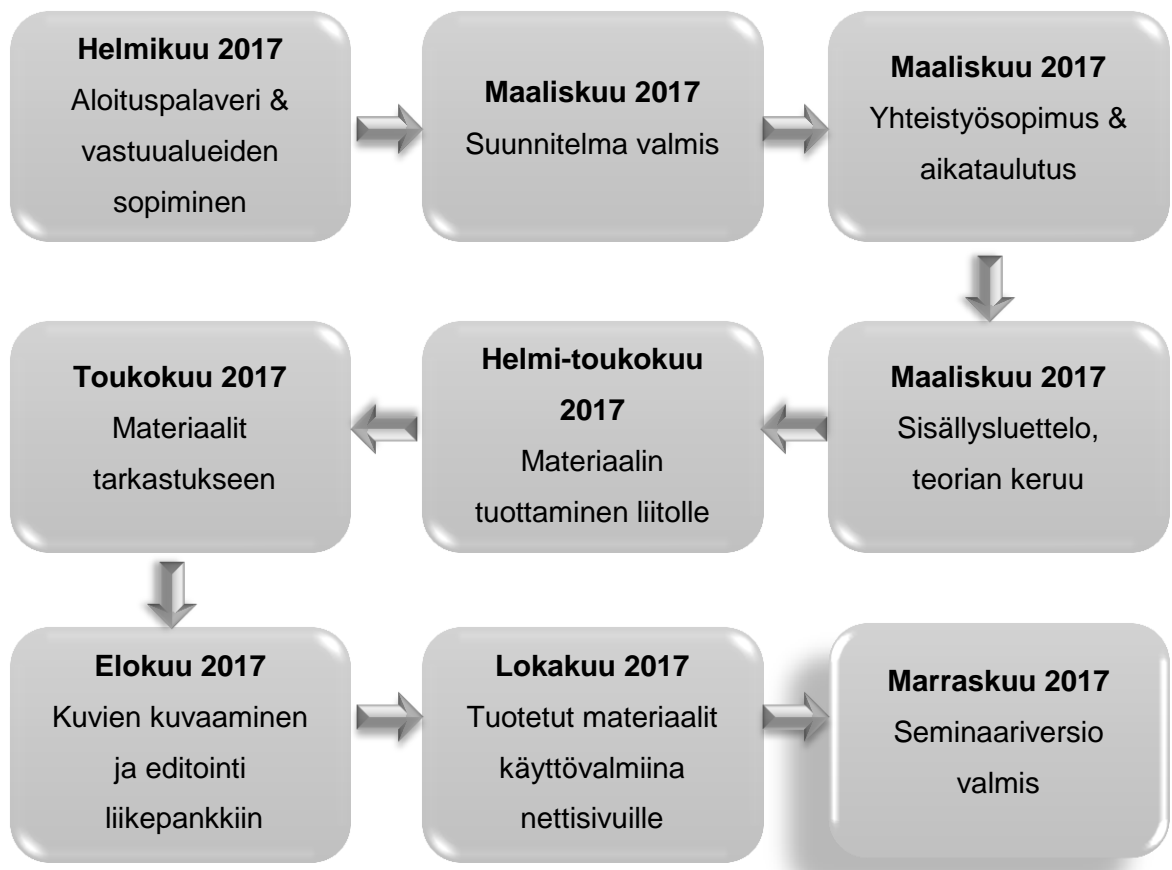 Helmikuu 2017
Aloituspalaveri &
vastuualueiden
sopiminen
Maaliskuu 2017
Suunnitelma valmis
Maaliskuu 2017
Yhteistyösopimus &
aikataulutus
Maaliskuu 2017
Sisällysluettelo,
teorian keruu
Helmi-toukokuu
2017
Materiaalin
tuottaminen liitolle
Toukokuu 2017
Materiaalit
tarkastukseen
Elokuu 2017
Kuvien kuvaaminen
ja editointi
liikepankkiin
Lokakuu 2017
Tuotetut materiaalit
käyttövalmiina
nettisivuille
Marraskuu 2017
Seminaariversio
valmis